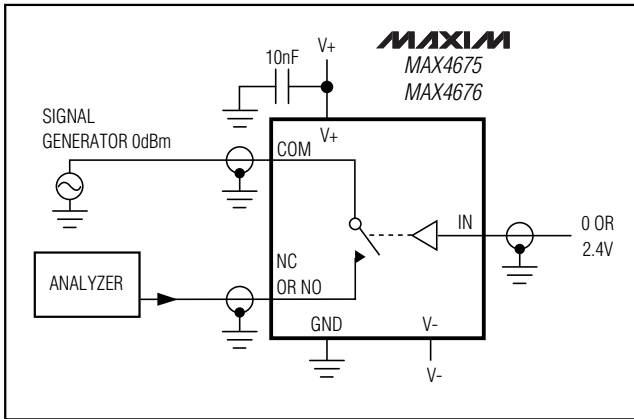 MAXIM
MAX4675
MAX4676
V+
10nF
SIGNAL
GENERATOR 0dBm
V+
COM
IN
0 OR
2.4V
NC
OR NO
ANALYZER
GND
V-
V-